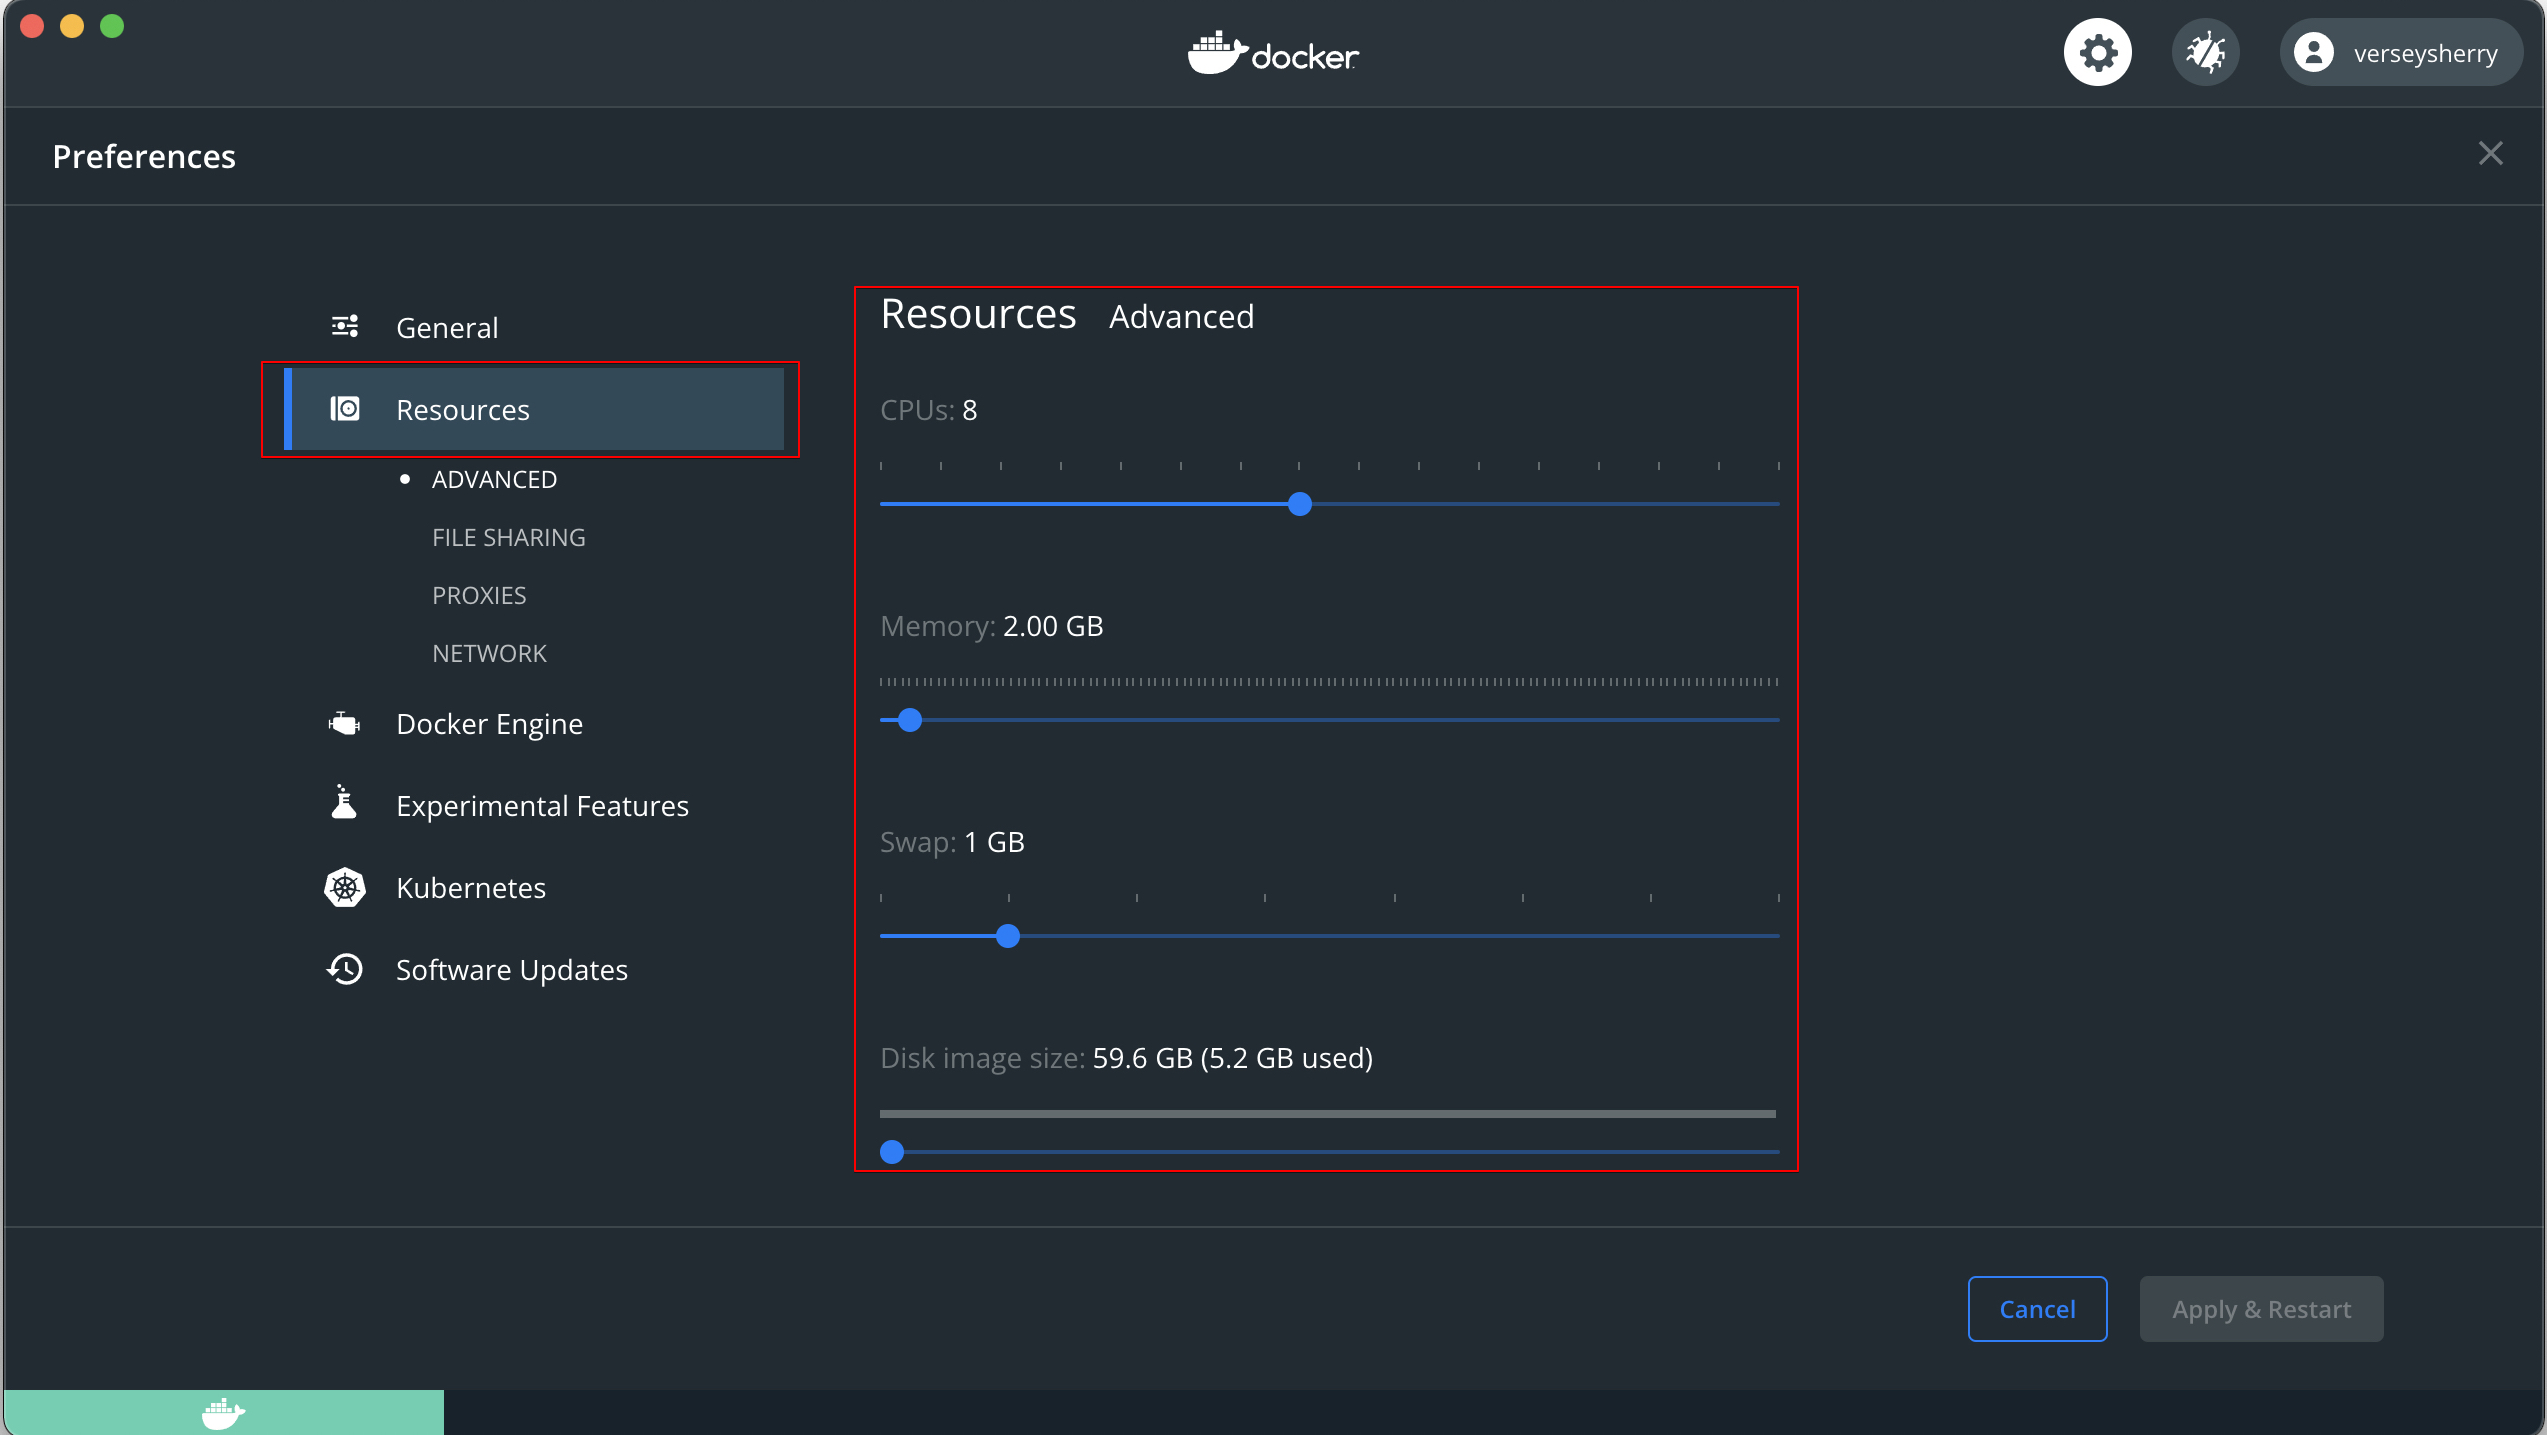 docker
verseysherry
Preferences
General
Resources
ADVANCED
FILE SHARING
PROXIES
NETWORK
Docker Engine
Experimental Features
Kubernetes
Software Updates
Resources Advanced
CPUs: 8
Memory: 2.00 GB
Swap: 1 GB
Disk image size: 59.6 GB (5.2 GB used)
Cancel
Apply & Restart